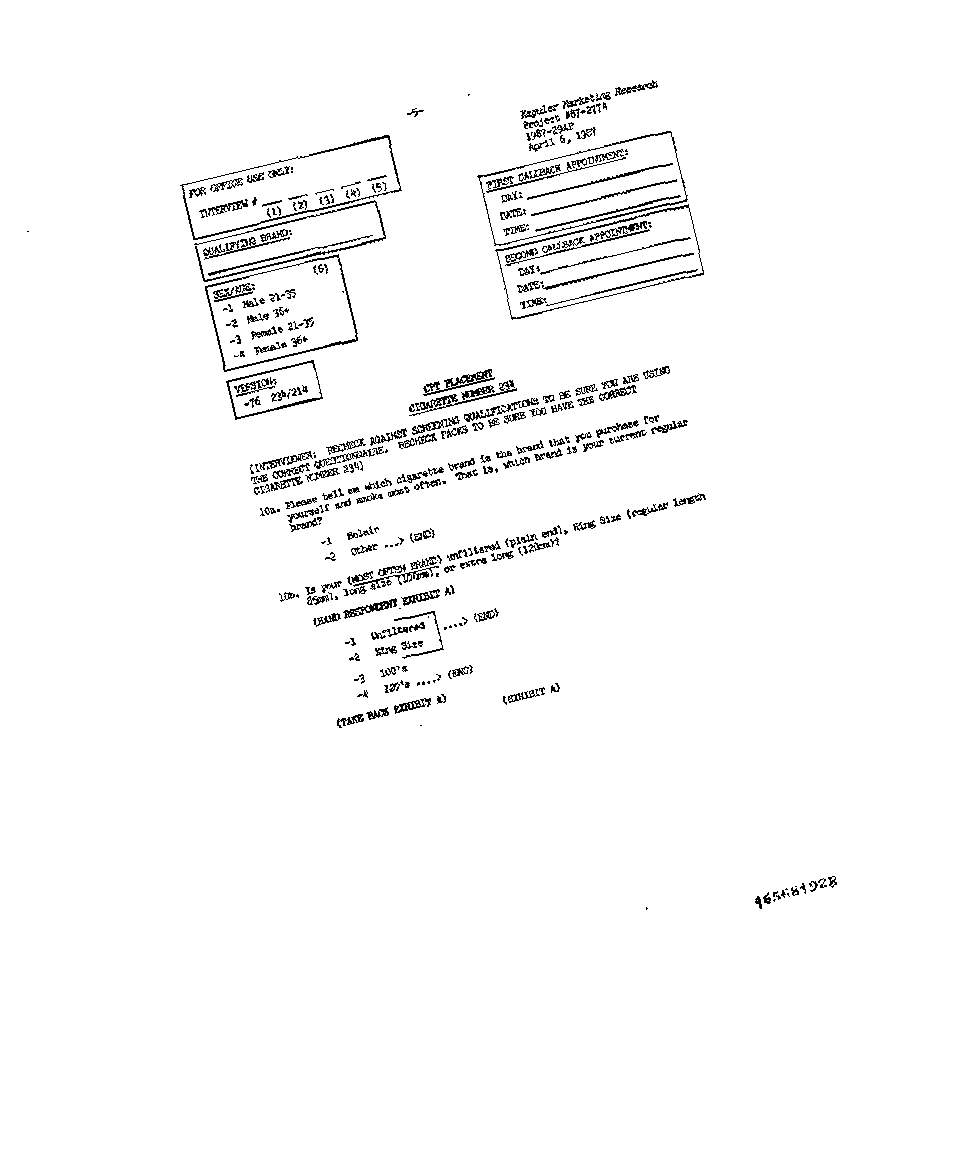 -5-
Kapuler Marketing Research
Project #87-277A
1987-29AP
April 6, 1987
FOR OFFICE USE ONLY:
INTERVIEW #
(1) (2) (3) (4) (5)
QUALIFYING BRAND:
SEX/AGE: (6)
-1 Male 21-35
-2 Male 36+
-3 Female 21-35
-4 Female 36+
VERSION:
-76 234/214
FIRST CALLBACK APPOINTMENT:
DAY:
DATE:
TIME:
SECOND CALLBACK APPOINTMENT:
DAY:
DATE:
TIME:
CPT PLACEMENT
CIGARETTE NUMBER 234
(INTERVIEWER: RECHECK AGAINST SCREENING QUALIFICATIONS TO BE SURE YOU ARE USING
THE CORRECT QUESTIONNAIRE. RECHECK PACKS TO BE SURE YOU HAVE THE CORRECT
CIGARETTE NUMBER 234)
10a. Please tell me which cigarette brand is the brand that you purchase for
yourself and smoke most often. That is, which brand is your current regular
brand?
-1 Belair
-2 Other ...> (END)
10b. Is your (MOST OFTEN BRAND) unfiltered (plain end), King Size (regular length
85mm), long size (100mm), or extra long (120mm)?
(HAND RESPONDENT EXHIBIT A)
-1 Unfiltered
-2 King Size
....> (END)
-3 100's
-4 120's ....> (END)
(TAKE BACK EXHIBIT A) (EXHIBIT A)